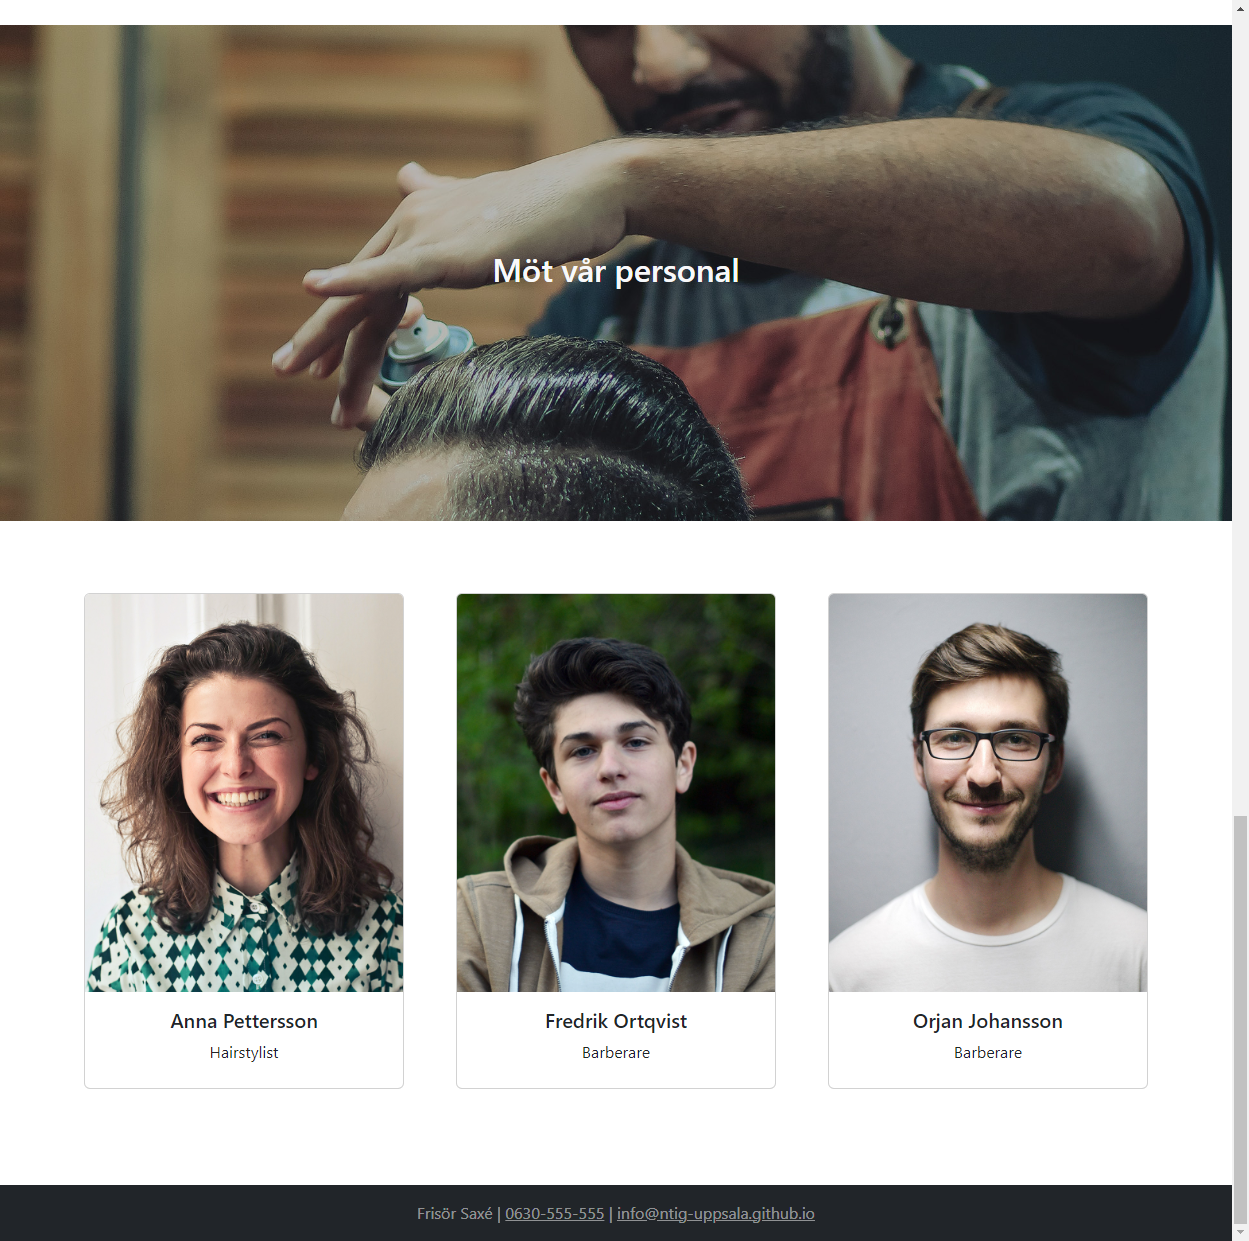 Möt vår personal
Anna Pettersson
Hairstylist
Fredrik Ortqvist
Barberare
Orjan Johansson
Barberare
Frisör Saxé | 0630-555-555 | info@ntig-uppsala.github.io